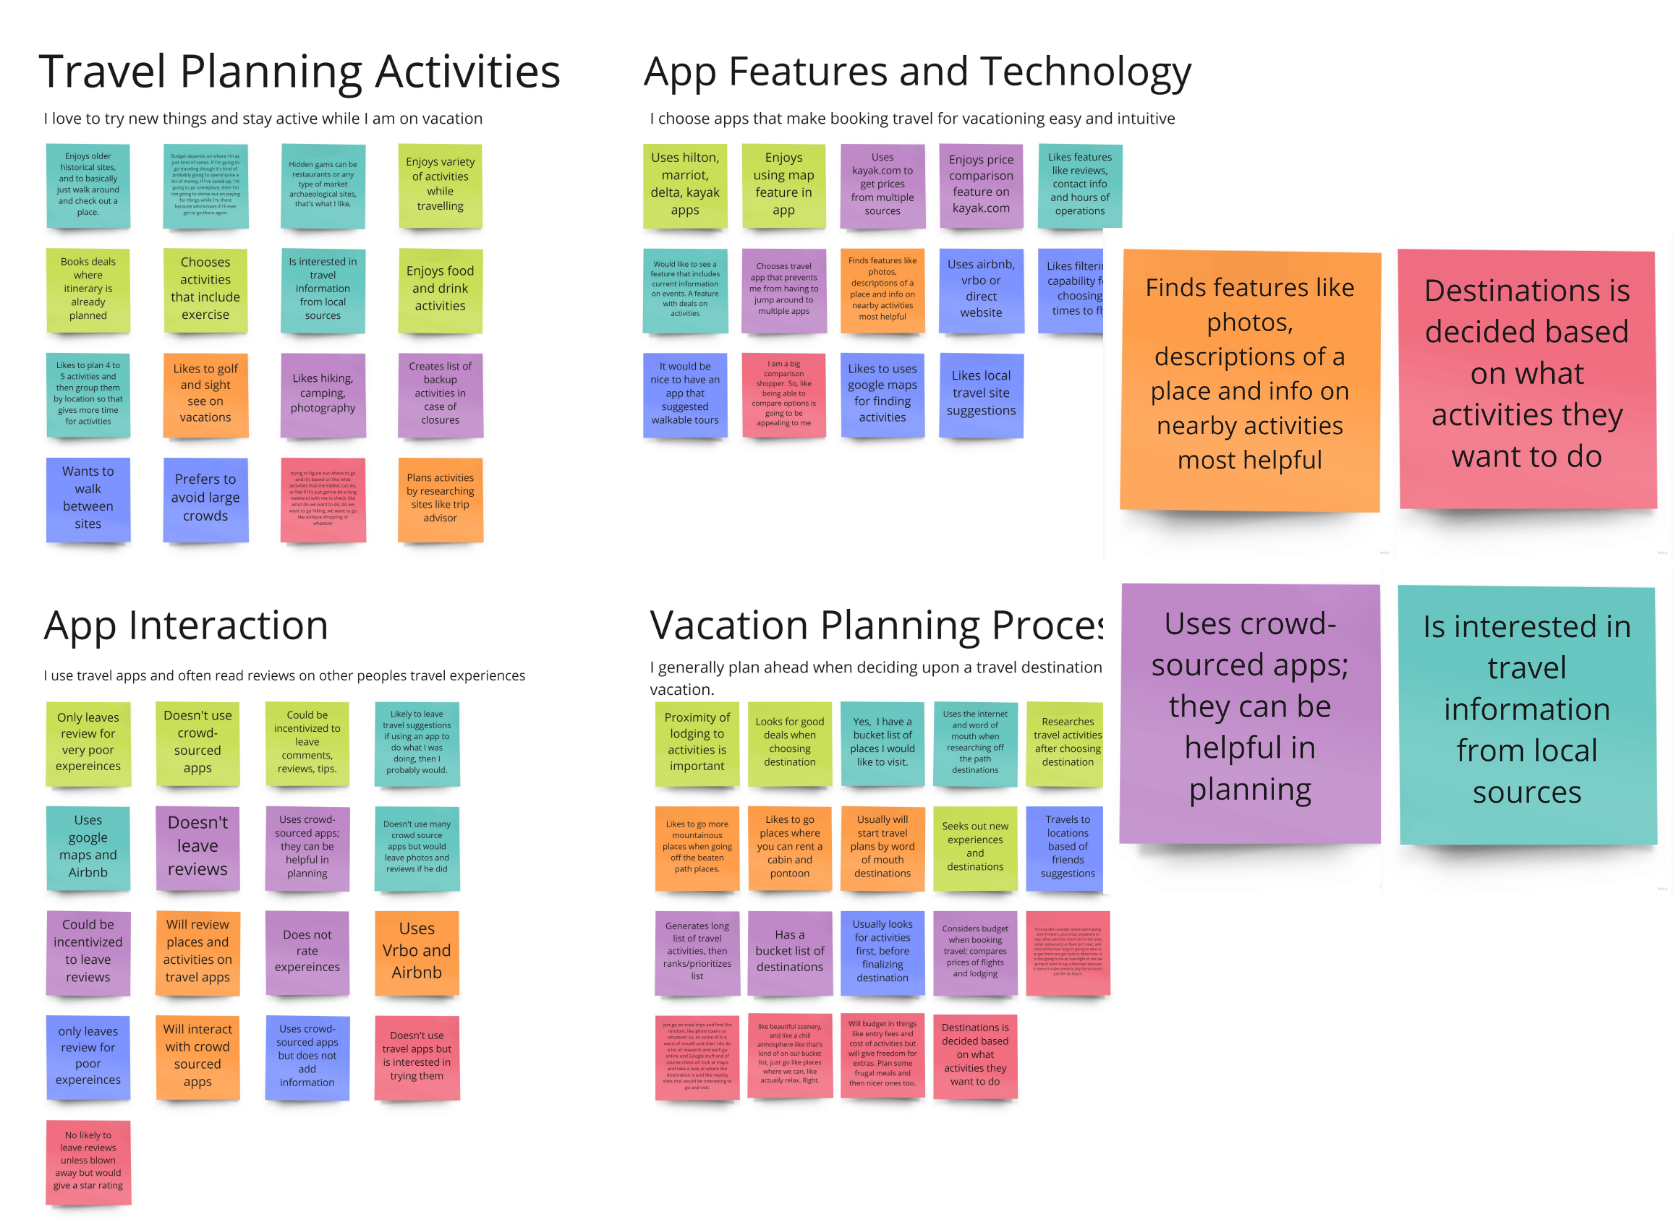 Travel Planning Activities
I love to try new things and stay active while I am on vacation
Enjoys older
historical sites,
and to basically
just walk around
and check out a
place.
Hidden gams can be
restaurants or any
type of market
archaeological sites,
that's what I like,
Enjoys variety
of activities
while
travelling
Books deals
where
itinerary is
already
planned
Chooses
activities
that include
exercise
Is interested in
travel
information
from local
sources
Enjoys food
and drink
activities
Likes to plan 4 to
5 activities and
then group them
by location so that
gives more time
for activities
Likes to golf
and sight
see on
vacations
Likes hiking,
camping,
photography
Creates list of
backup
activities in
case of
closures
Wants to
walk
between
sites
Prefers to
avoid large
crowds
Plans activities
by researching
sites like trip
advisor
App Features and Technology
I choose apps that make booking travel for vacationing easy and intuitive
Uses hilton,
marriot,
delta, kayak
apps
Enjoys
using map
feature in
app
Uses
kayak.com to
get prices
from multiple
sources
Enjoys price
comparison
feature on
kayak.com
Likes features
like reviews,
contact info
and hours of
operations
Would like to see a
feature that includes
current information
on events. A feature
with deals on
activities
Chooses travel
app that prevents
me from having to
jump around to
multiple apps
Finds features like
photos,
descriptions of a
place and info on
nearby activities
most helpful
Uses airbnb,
vrbo or
direct
website
Likes
capability
choosing
times to
It would be
nice to have an
app that
suggested
walkable tours
I am a big
comparison
shopper. So, like
being able to
compare options is
going to be
appealing to me
Likes to uses
google maps
for finding
activities
Likes local
travel site
suggestions
Finds features like
photos,
descriptions of a
place and info on
nearby activities
most helpful
Destinations is
decided based
on what
activities they
want to do
Uses crowd-
sourced apps;
they can be
helpful in
planning
Is interested in
travel
information
from local
sources
App Interaction
I use travel apps and often read reviews on other peoples travel experiences
Only leaves
review for
very poor
expereinces
Doesn't use
crowd-
sourced
apps
Could be
incentivized to
leave
comments,
reviews, tips.
Likely to leave
travel suggestions
if using an app to
do what I was
doing, then I
probably would.
Uses
google
maps and
Airbnb
Doesn't
leave
reviews
Uses crowd-
sourced apps;
they can be
helpful in
planning
Doesn't use many
crowd source
apps but would
leave photos and
reviews if he did
Could be
incentivized
to leave
reviews
Will review
places and
activities on
travel apps
Does not
rate
expereinces
Uses
Vrbo and
Airbnb
only leaves
review for
poor
expereinces
Will interact
with crowd
sourced
apps
Uses crowd-
sourced apps
but does not
add
information
Doesn't use
travel apps but
is interested in
trying them
No likely to
leave reviews
unless blown
away but would
give a star rating
Vacation Planning
I generally plan ahead when deciding upon a travel destination
vacation.
Proximity of
lodging to
activities is
important
Looks for good
deals when
choosing
destination
Yes, I have a
bucket list of
places I would
like to visit.
Uses the internet
and word of
mouth when
researching off
the path
destinations
Researches
travel activities
after choosing
destination
Likes to go more
mountainous
places when going
off the beaten
path places.
Likes to go
places where
you can rent a
cabin and
pontoon
Usually will
start travel
plans by word
of mouth
destinations
Seeks out new
experiences
and
destinations
Travels to
locations
based of
friends
suggestions
Generates long
list of travel
activities, then
ranks/prioritizes
list
Has a
bucket list of
destinations
Usually looks
for activities
first, before
finalizing
destination
Considers budget
when booking
travel; compares
prices of flights
and lodging
like beautiful scenery,
and like a chill
atmosphere like that's
kind of on our bucket
list, just go like places
where we can, like
actually relax. Right.
Will budget in things
like entry fees and
cost of activities but
will give freedom for
extras. Plan some
frugal meals and
then nicer ones too.
Destinations is
decided based
on what
activities they
want to do